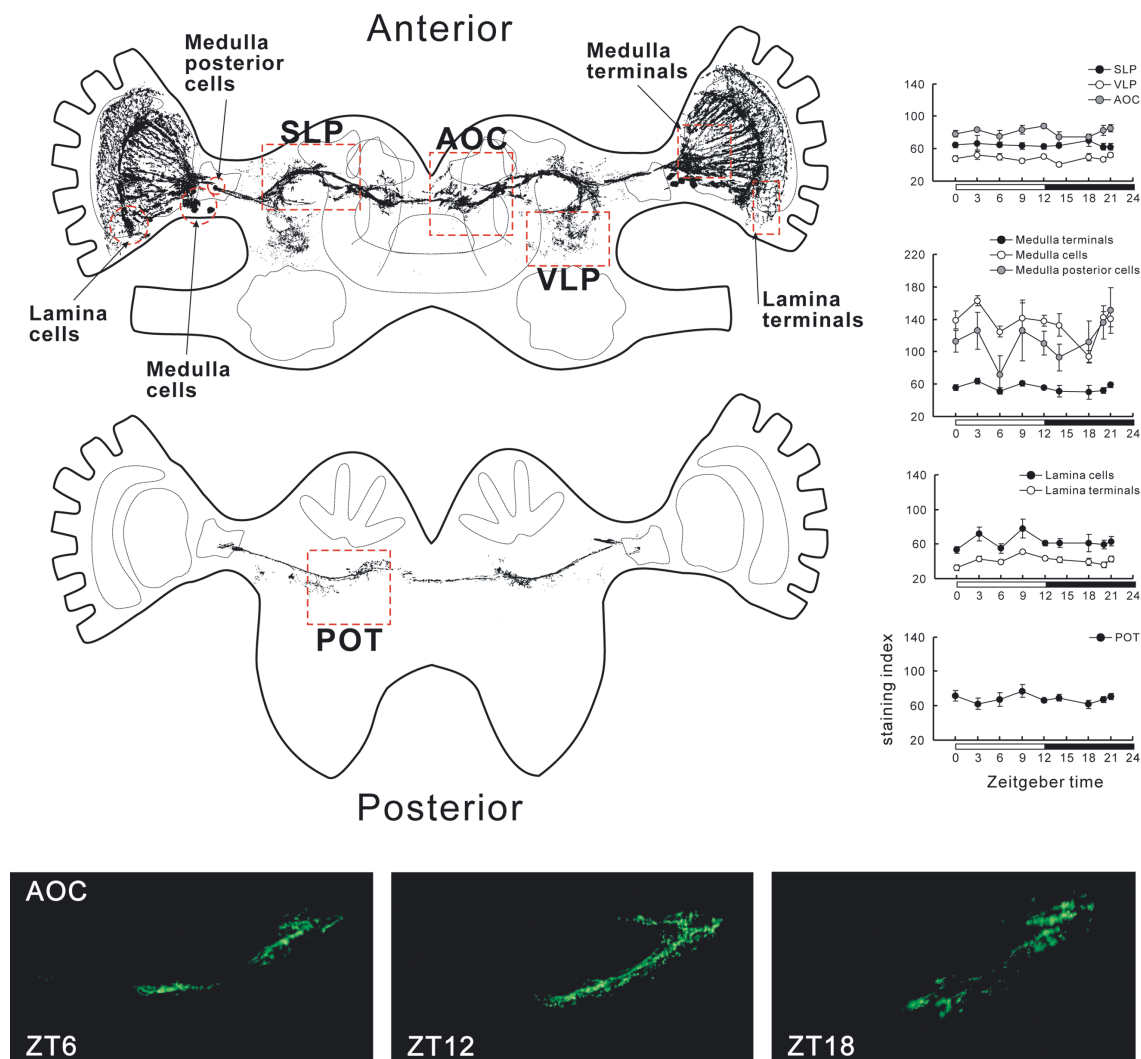 Anterior
Medulla
posterior
cells
SLP
AOC
VLP
Medulla
terminals
Lamina
cells
Medulla
cells
Lamina
terminals
POT
Posterior
SLP
VLP
AOC
140
100
60
20
0 3 6 9 12 15 18 21 24
Medulla terminals
Medulla cells
Medulla posterior cells
220
180
140
100
60
20
0 3 6 9 12 15 18 21 24
Lamina cells
Lamina terminals
140
100
60
20
0 3 6 9 12 15 18 21 24
POT
staining index
140
100
60
20
0 3 6 9 12 15 18 21 24
Zeitgeber time
AOC
ZT6
ZT12
ZT18